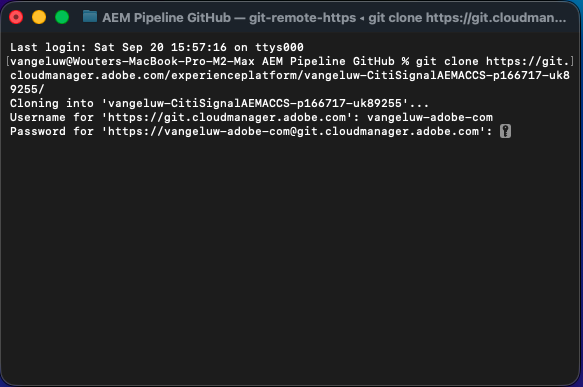 AEM Pipeline GitHub — git-remote-https ◂ git clone https://git.cloudman...
Last login: Sat Sep 20 15:57:16 on ttys000
[vangeluw@Wouters-MacBook-Pro-M2-Max AEM Pipeline GitHub % git clone https://git.]
cloudmanager.adobe.com/experienceplatform/vangeluw-CitiSignalAEMACCS-p166717-uk8
9255/
Cloning into 'vangeluw-CitiSignalAEMACCS-p166717-uk89255'...
Username for 'https://git.cloudmanager.adobe.com': vangeluw-adobe-com
Password for 'https://vangeluw-adobe-com@git.cloudmanager.adobe.com':